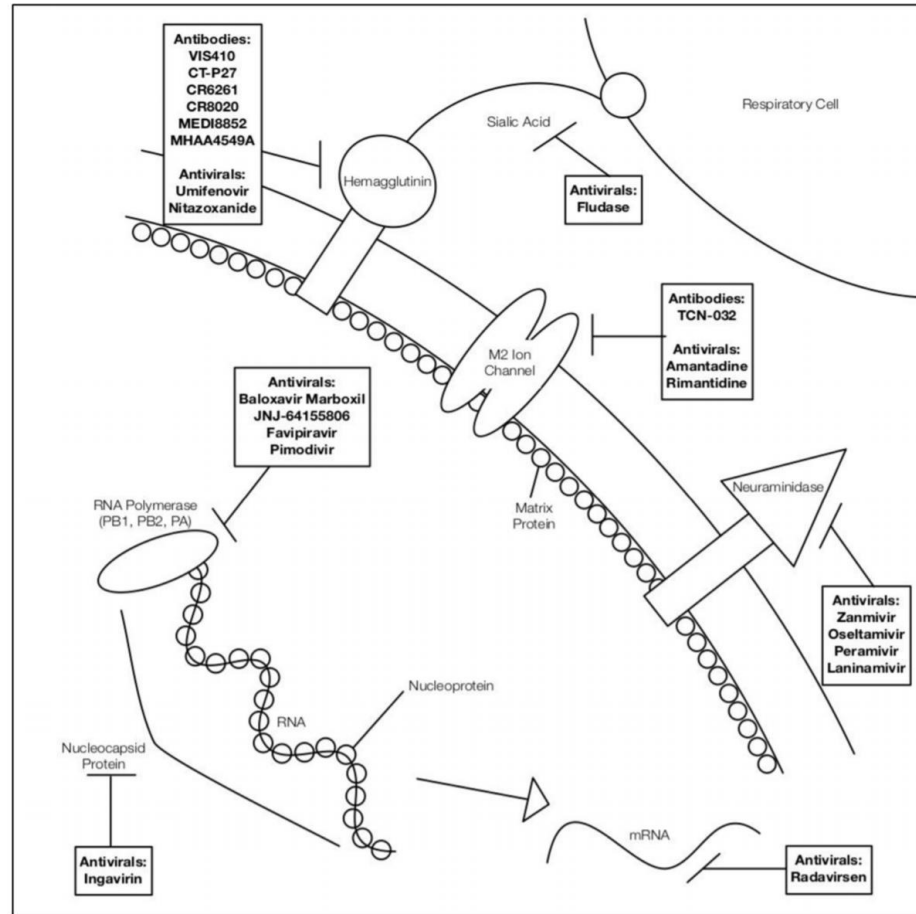 Antibodies:
VIS410
CT-P27
CR6261
CR8020
MEDI8852
MHAA4549A
Antivirals:
Umifenovir
Nitazoxanide
Hemagglutinin
Sialic Acid
Respiratory Cell
Antivirals:
Fludase
M2 Ion
Channel
Antibodies:
TCN-032
Antivirals:
Amantadine
Rimantidine
Antivirals:
Baloxavir Marboxil
JNJ-64155806
Favipiravir
Pimodivir
RNA Polymerase
(PB1, PB2, PA)
Matrix
Protein
Neuraminidase
Antivirals:
Zanmivir
Oseltamivir
Peramivir
Laninamivir
Nucleoprotein
RNA
Nucleocapsid
Protein
Antivirals:
Ingavirin
mRNA
Antivirals:
Radavirsen